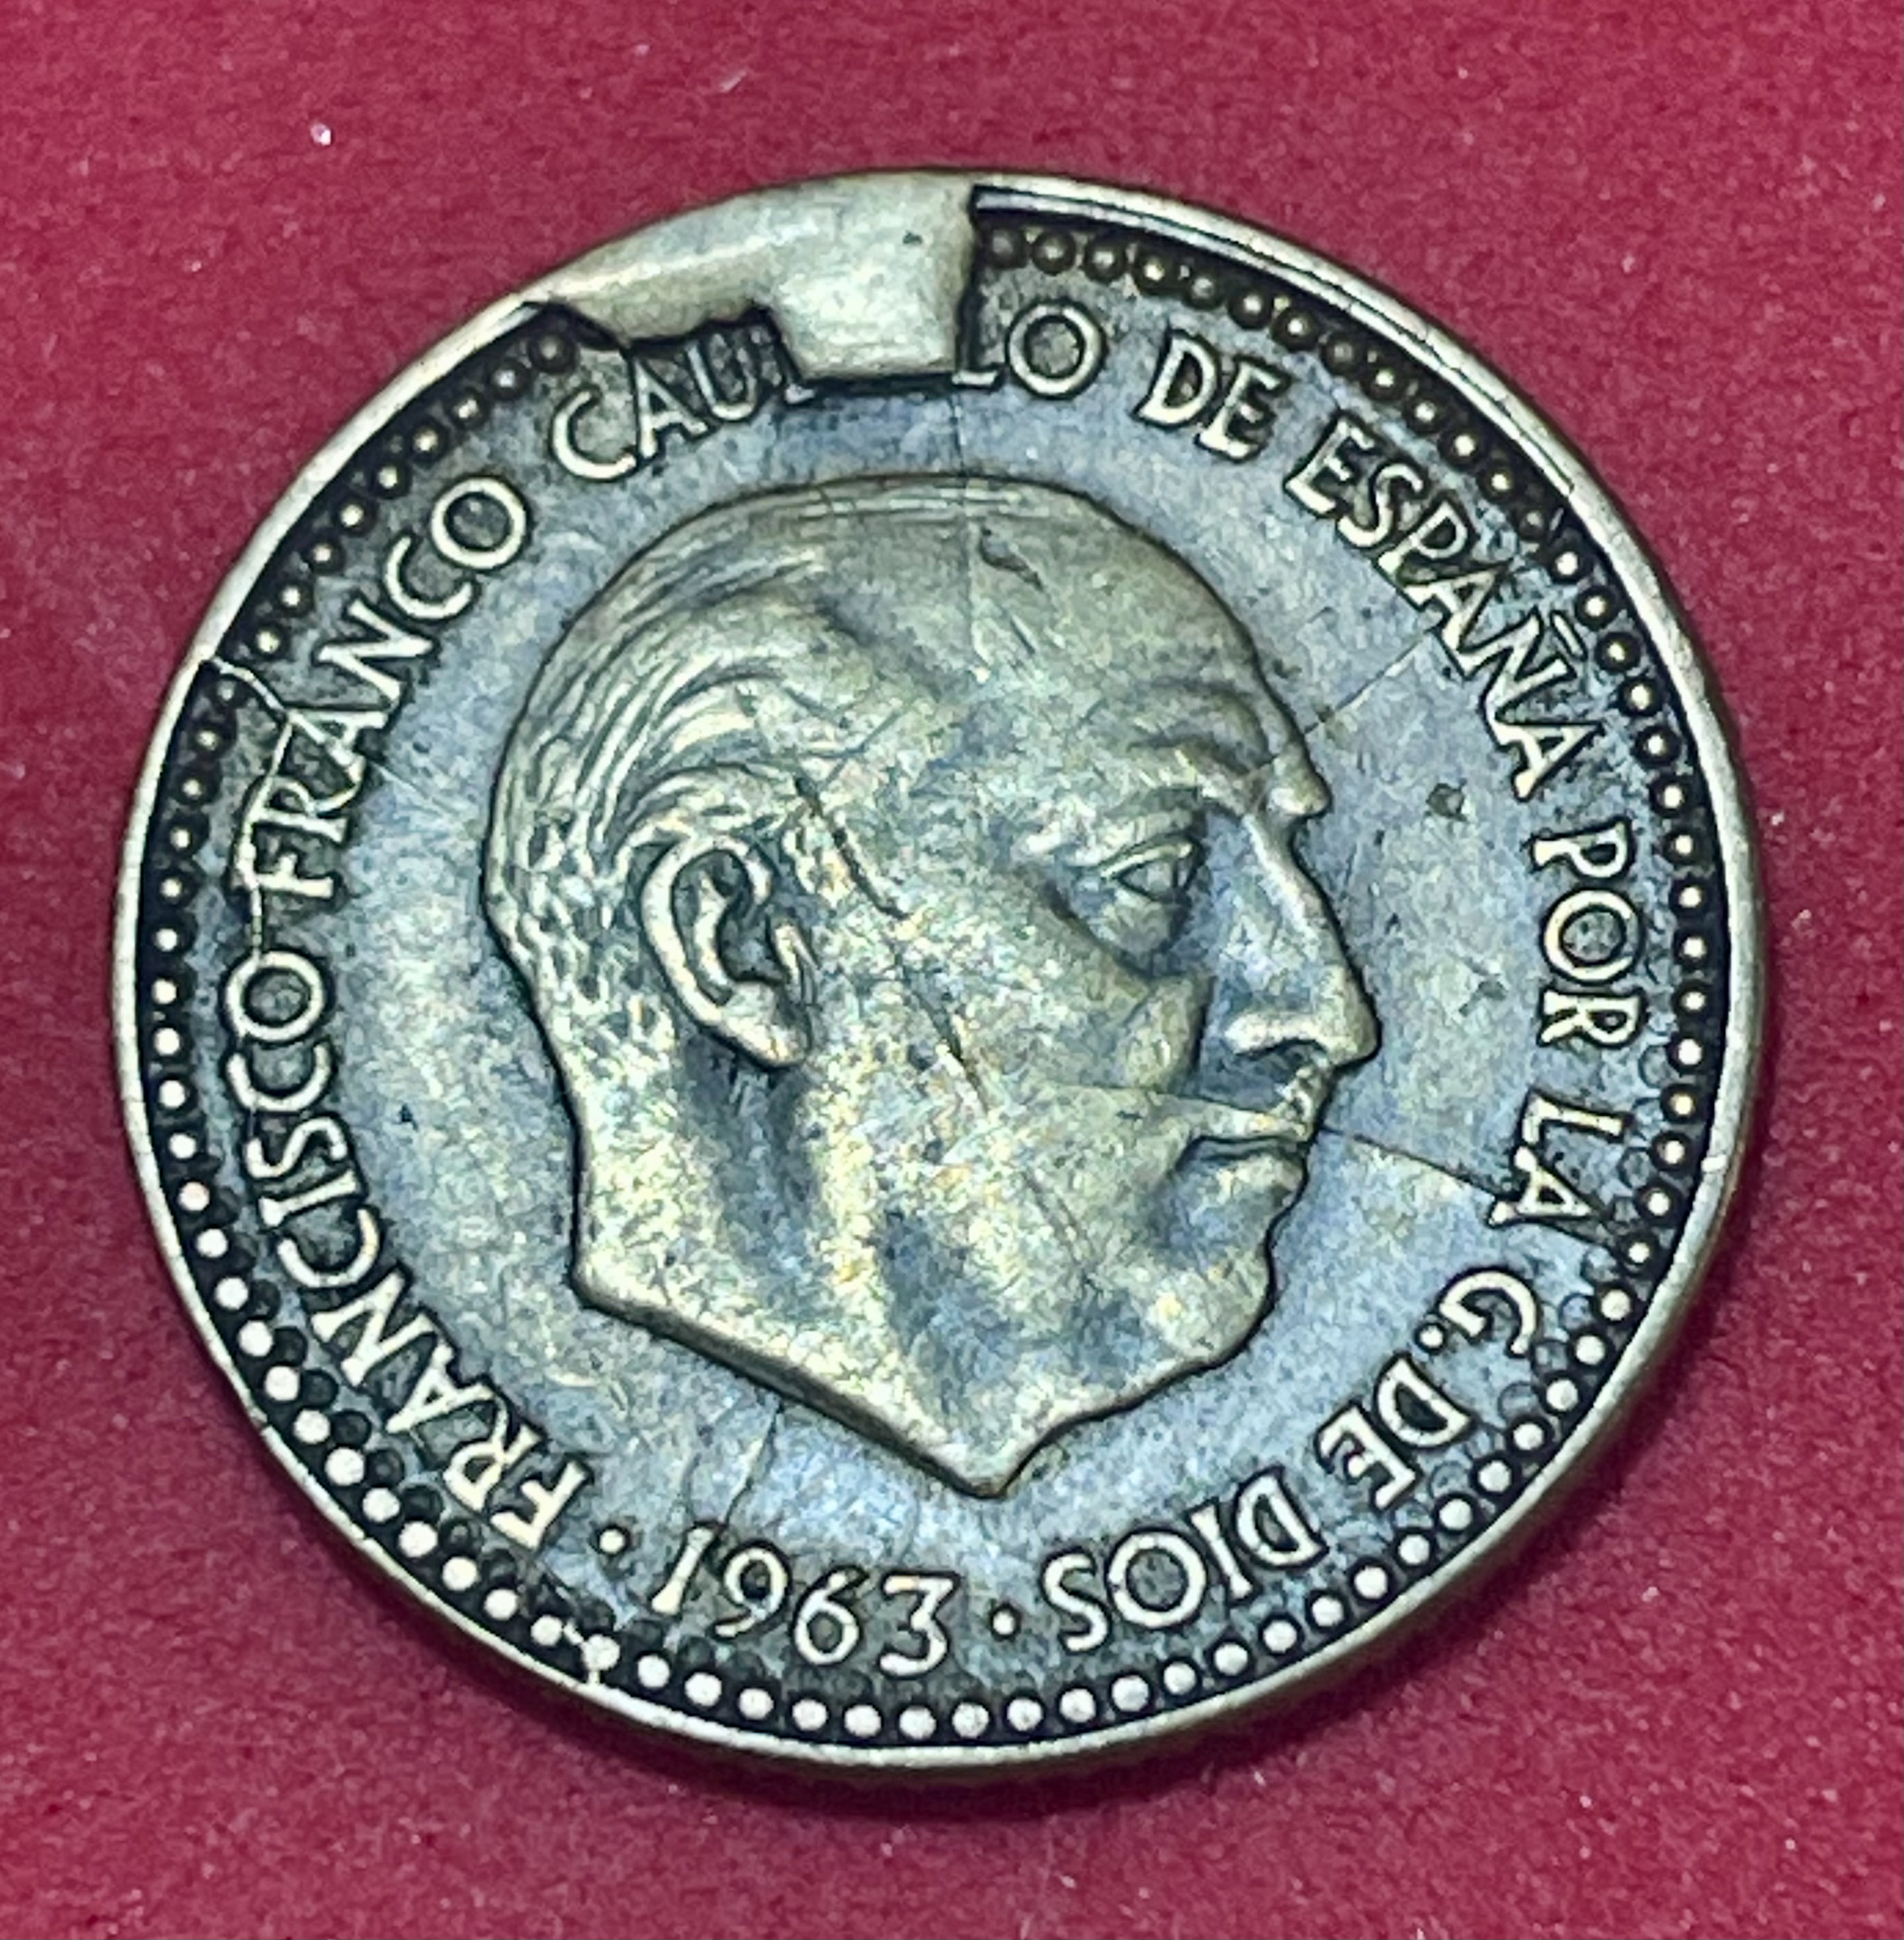 FRANCISCO FRANCO CAU LO DE ESPAÑA POR LA G. DE DIOS
· 1963 ·